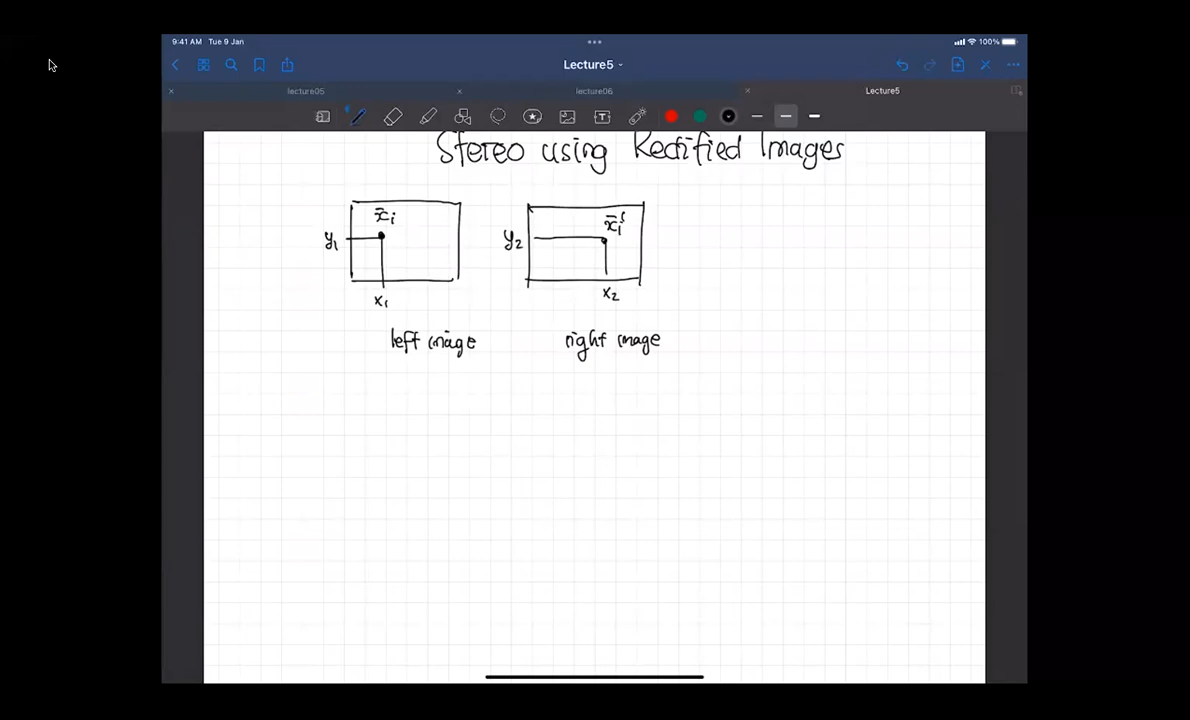 9:41 AM Tue 9 Jan
100%
Lecture5
lecture05
lecture06
Lecture5
Stereo using Rectified Images
x̄ᵢ
y₁
x₁
x̄ᵢ'
y₂
x₂
left image
right image